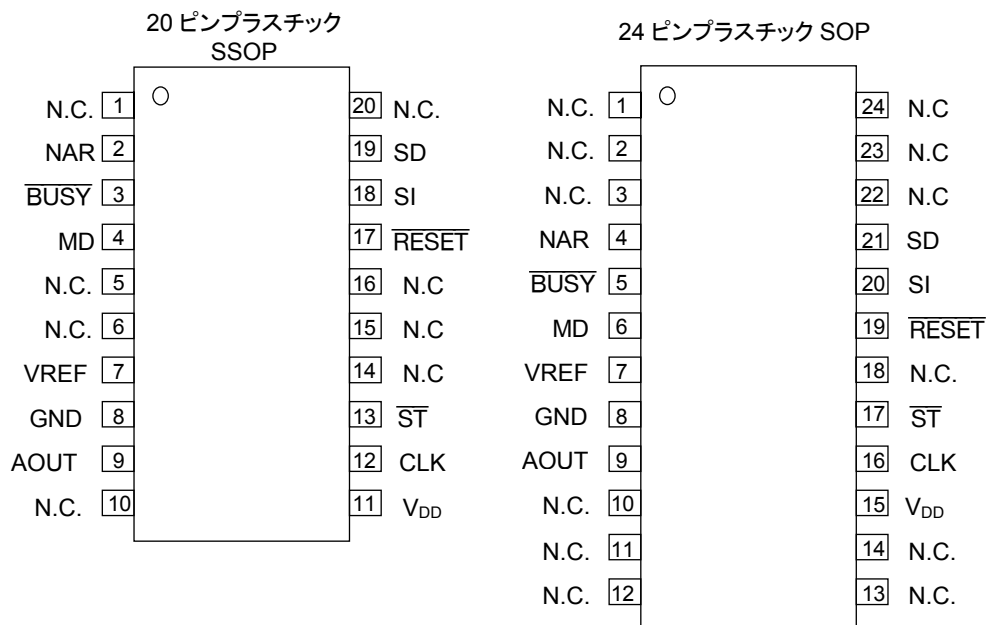 20 ピンプラスチック
SSOP
N.C. 1
NAR 2
BUSY 3
MD 4
N.C. 5
N.C. 6
VREF 7
GND 8
AOUT 9
N.C. 10
20 N.C.
19 SD
18 SI
17 RESET
16 N.C
15 N.C
14 N.C
13 ST
12 CLK
11 VDD
24 ピンプラスチック SOP
N.C. 1
N.C. 2
N.C. 3
NAR 4
BUSY 5
MD 6
VREF 7
GND 8
AOUT 9
N.C. 10
N.C. 11
N.C. 12
24 N.C
23 N.C
22 N.C
21 SD
20 SI
19 RESET
18 N.C.
17 ST
16 CLK
15 VDD
14 N.C.
13 N.C.